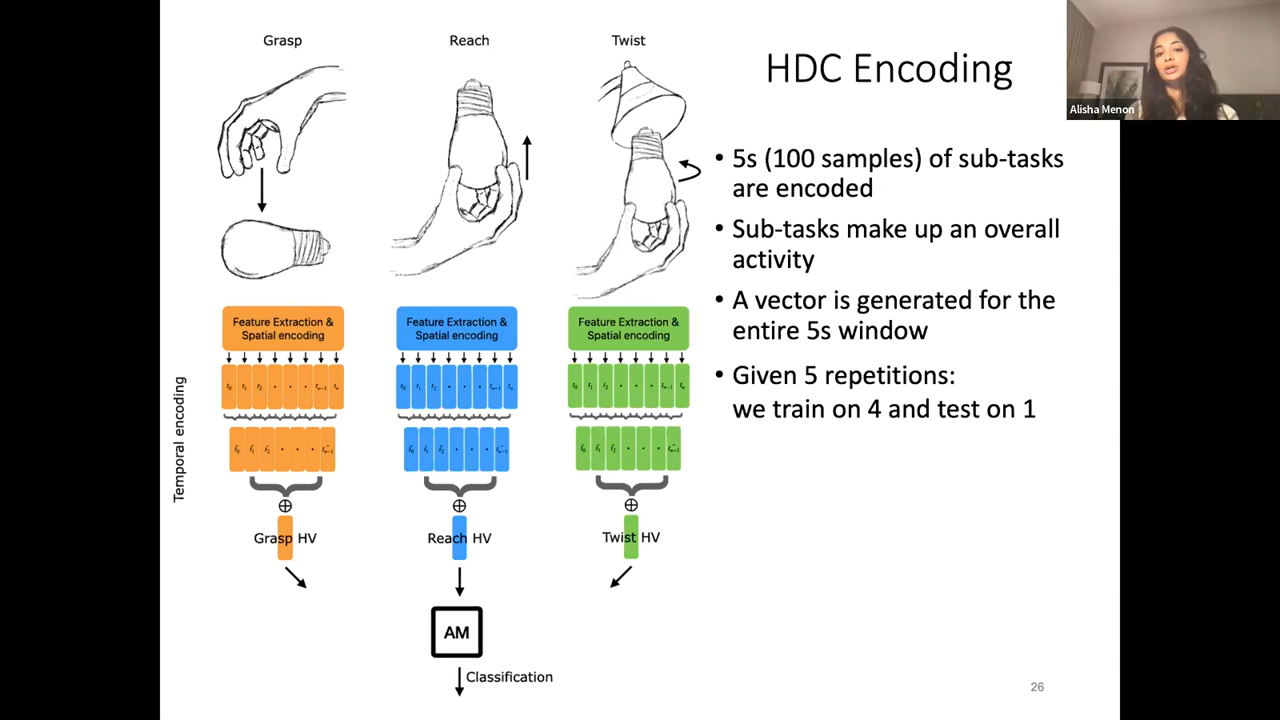 Grasp
Reach
Twist
HDC Encoding
Alisha Menon
• 5s (100 samples) of sub-tasks
are encoded
• Sub-tasks make up an overall
activity
• A vector is generated for the
entire 5s window
• Given 5 repetitions:
we train on 4 and test on 1
Feature Extraction &
Spatial encoding
Feature Extraction &
Spatial encoding
Feature Extraction &
Spatial encoding
Temporal encoding
Grasp HV
Reach HV
Twist HV
AM
Classification
26